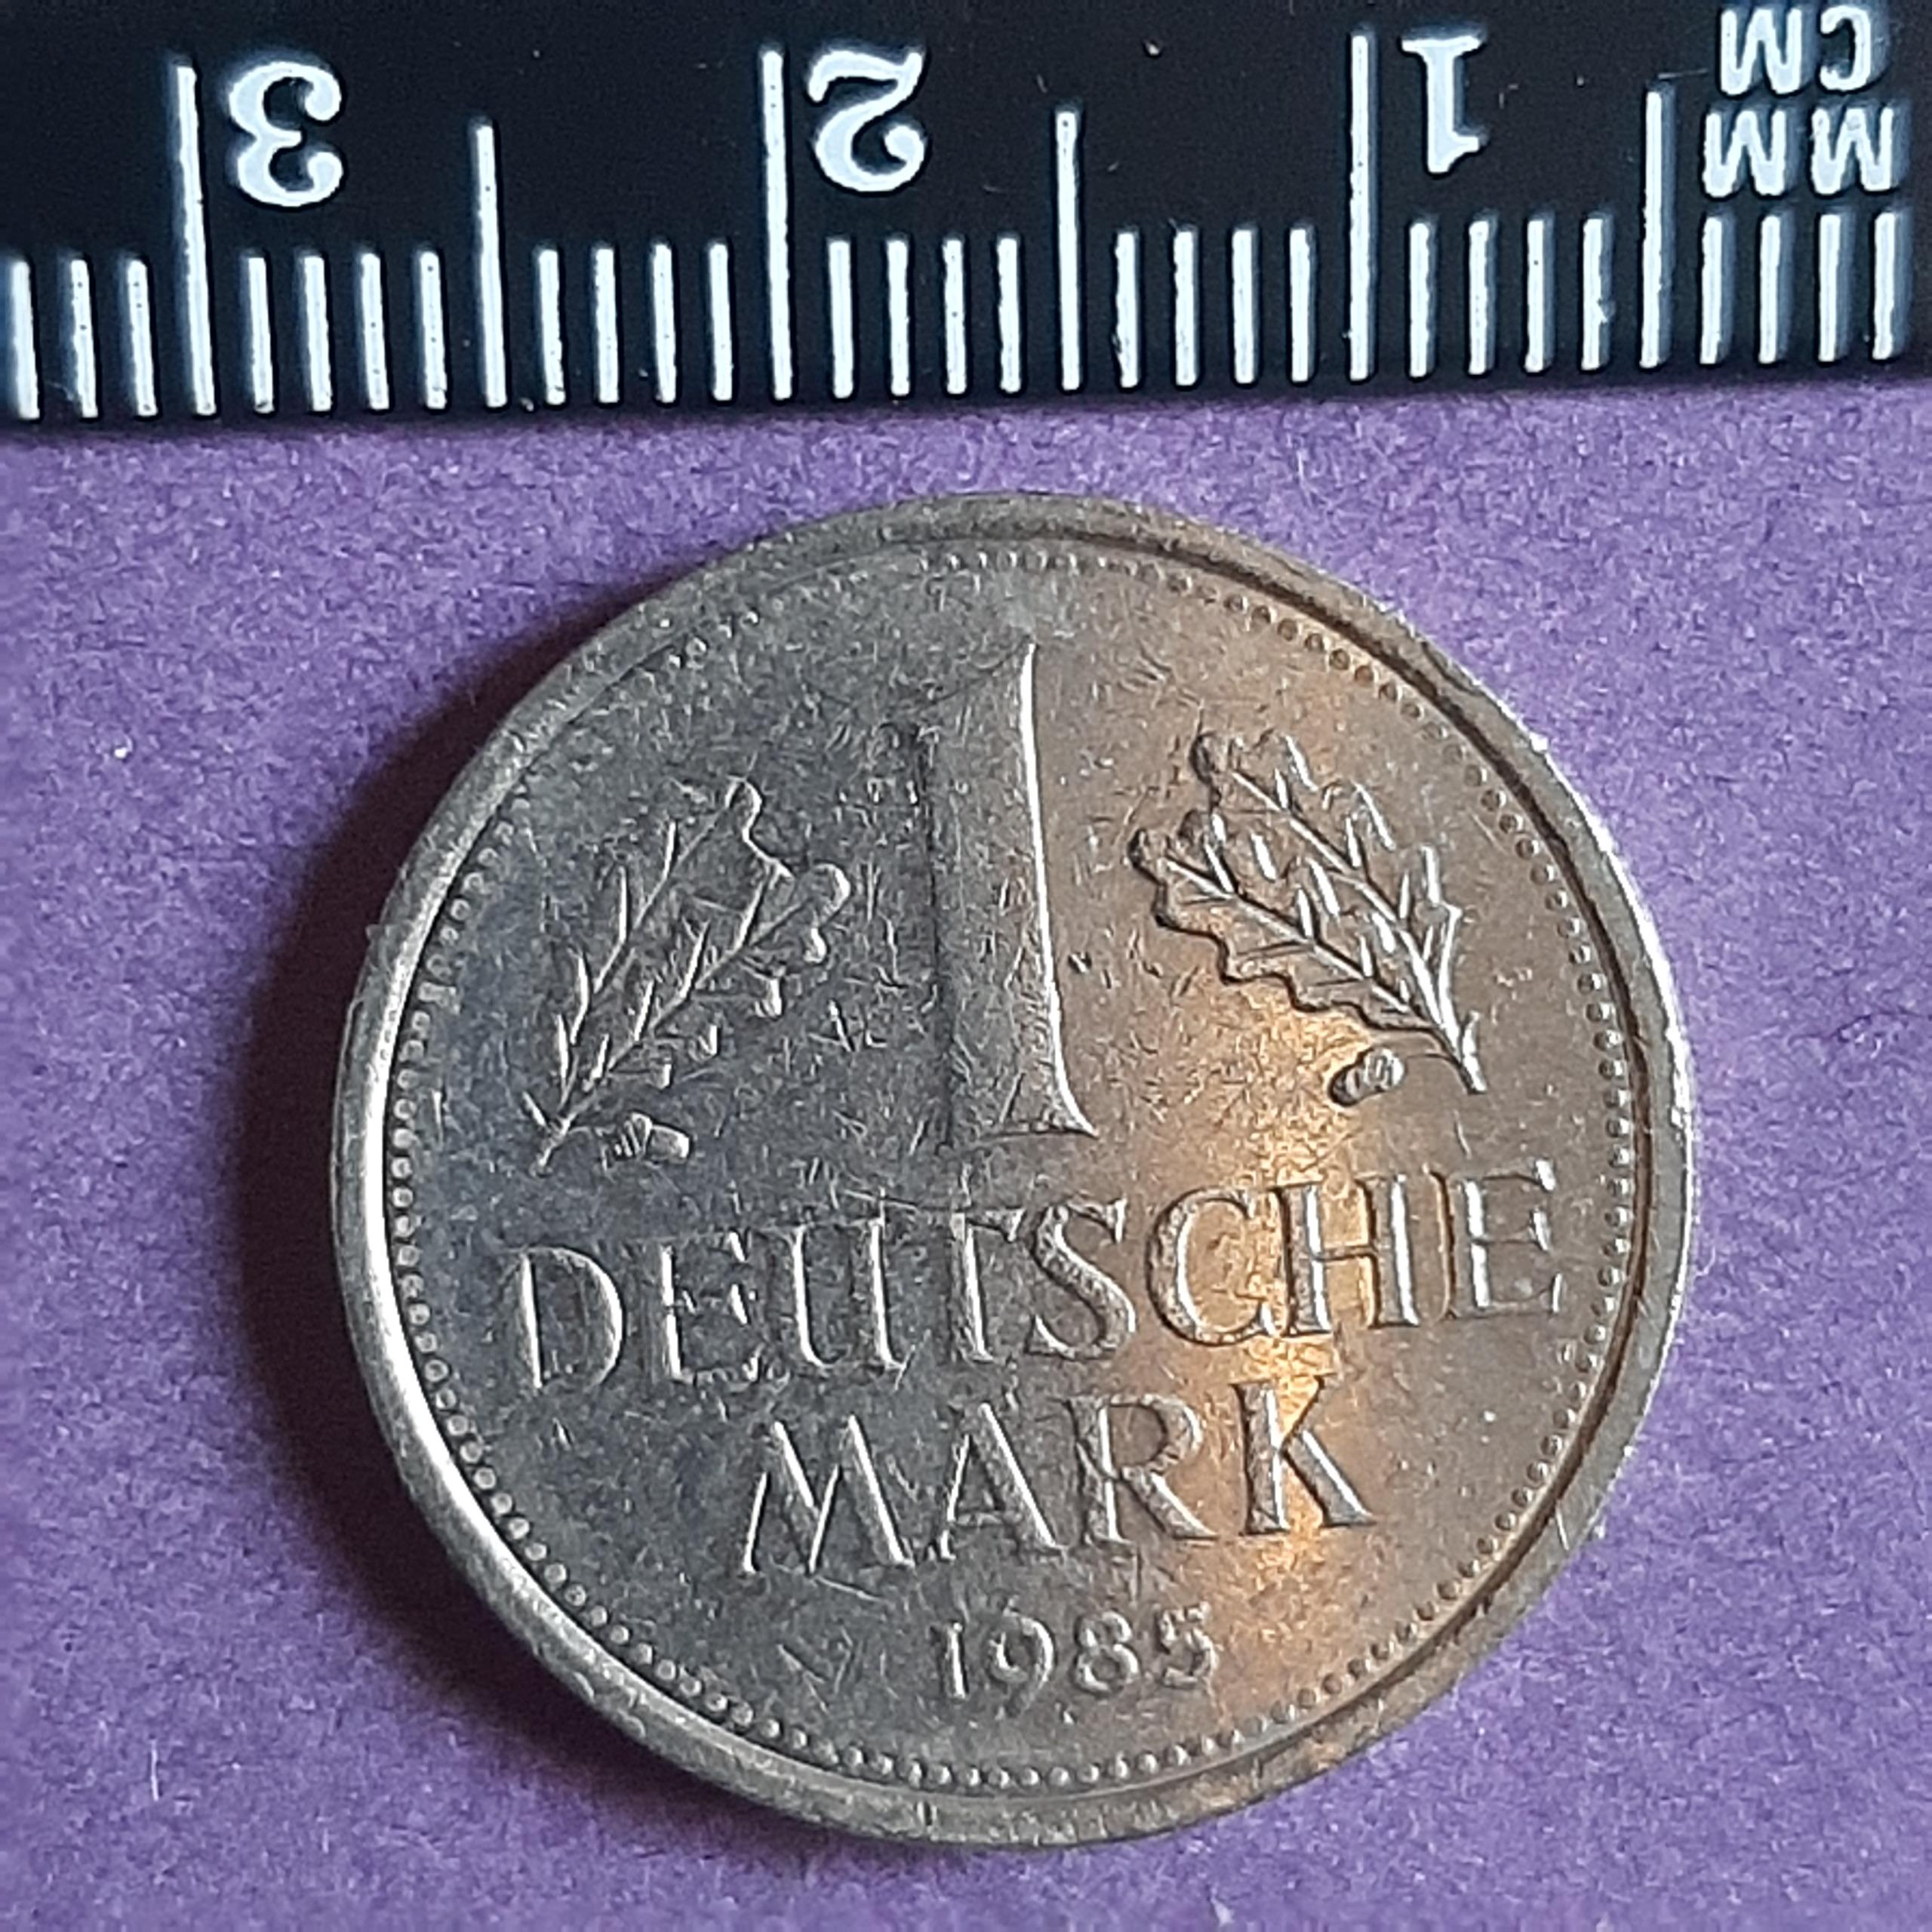 CM
MM
3 2 1
1
DEUTSCHE
MARK
1985